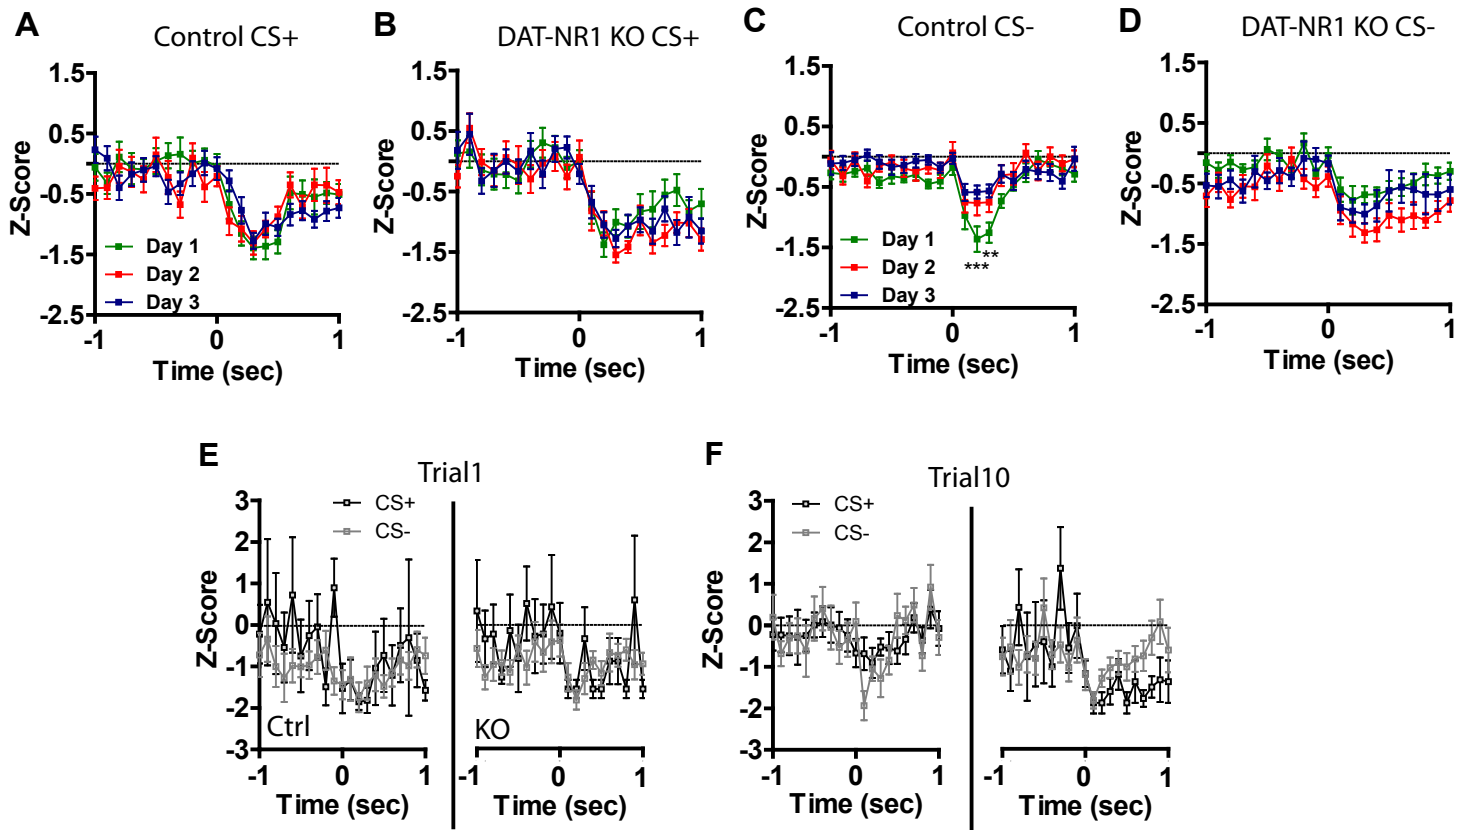 A
Control CS+
1.5
0.5
-0.5
-1.5
-2.5
Z-Score
Day 1
Day 2
Day 3
-1
0
1
Time (sec)
B
DAT-NR1 KO CS+
1.5
0.5
-0.5
-1.5
-2.5
Z-Score
-1
0
1
Time (sec)
C
Control CS-
1.5
0.5
-0.5
-1.5
-2.5
Z-Score
**
***
Day 1
Day 2
Day 3
-1
0
1
Time (sec)
D
DAT-NR1 KO CS-
1.5
0.5
-0.5
-1.5
-2.5
Z-Score
-1
0
1
Time (sec)
E
Trial1
3
2
1
0
-1
-2
-3
Z-Score
CS+
CS-
Ctrl
-1
0
1
Time (sec)
KO
-1
0
1
Time (sec)
F
Trial10
3
2
1
0
-1
-2
-3
Z-Score
CS+
CS-
-1
0
1
Time (sec)
-1
0
1
Time (sec)